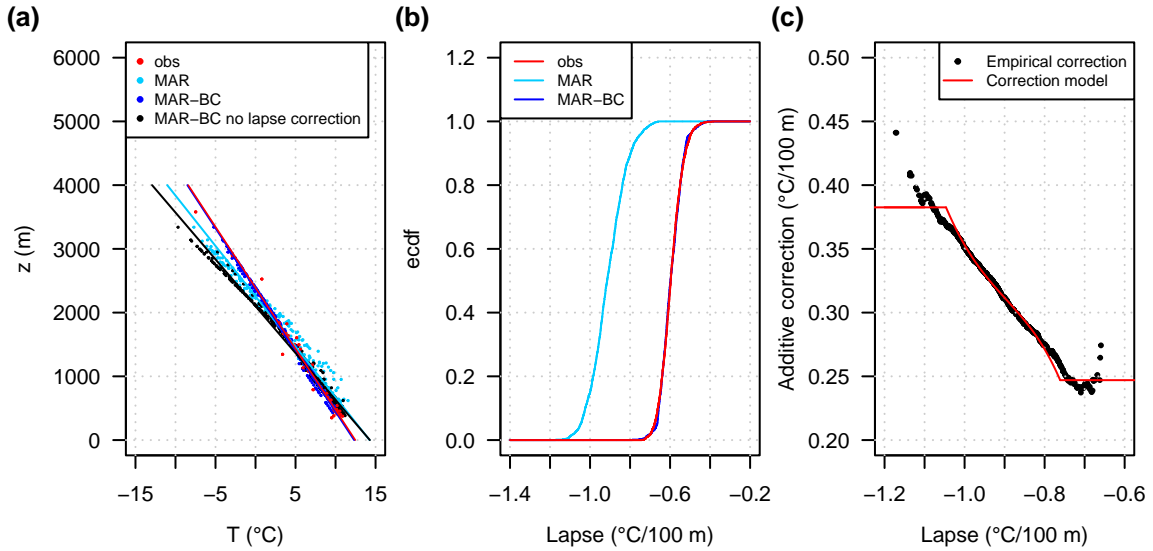 (a)
obs
MAR
MAR−BC
MAR−BC no lapse correction
z (m)
6000
5000
4000
3000
2000
1000
0
−15
−5
5
15
T (°C)
(b)
obs
MAR
MAR−BC
ecdf
1.2
1.0
0.8
0.6
0.4
0.2
0.0
−1.4
−1.0
−0.6
−0.2
Lapse (°C/100 m)
(c)
Empirical correction
Correction model
Additive correction (°C/100 m)
0.50
0.45
0.40
0.35
0.30
0.25
0.20
−1.2
−1.0
−0.8
−0.6
Lapse (°C/100 m)